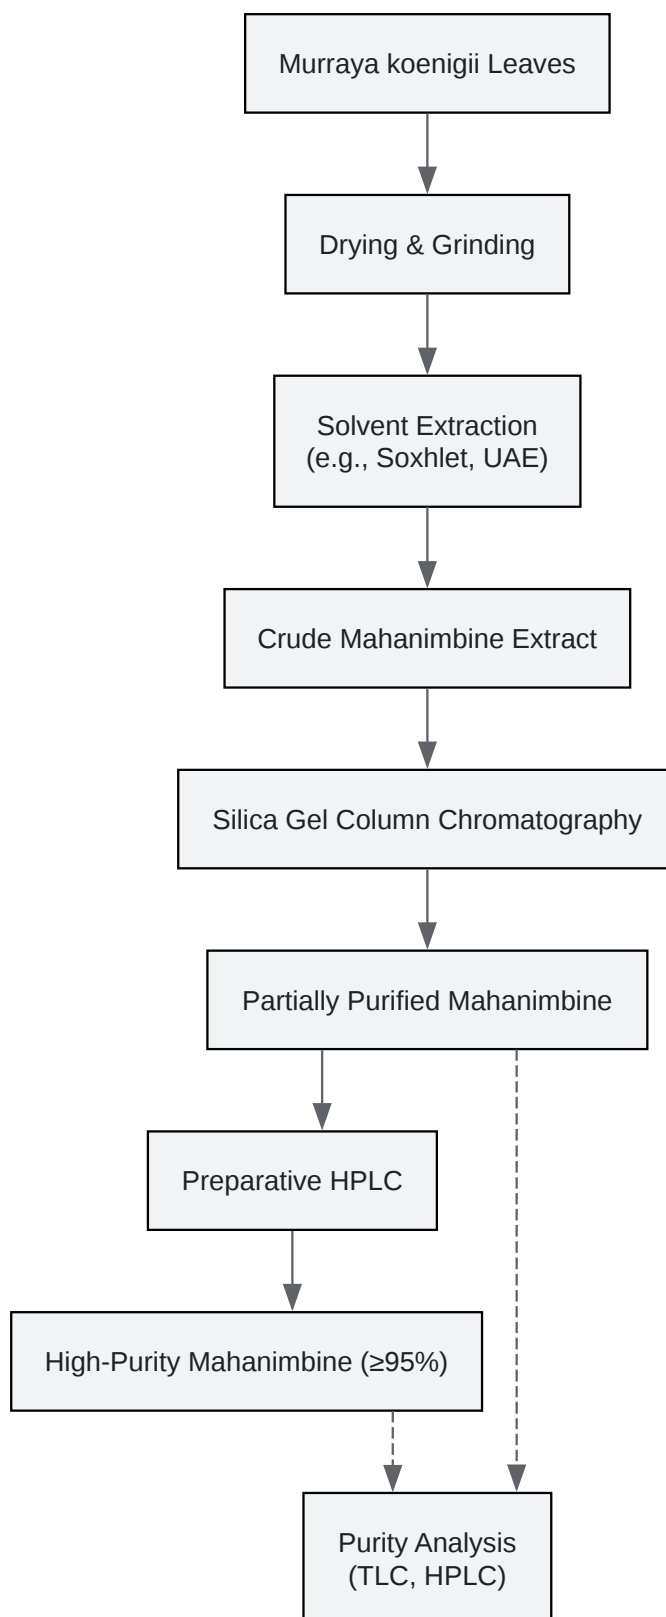 Murraya koenigii Leaves
Drying & Grinding
Solvent Extraction
(e.g., Soxhlet, UAE)
Crude Mahanimbine Extract
Silica Gel Column Chromatography
Partially Purified Mahanimbine
Preparative HPLC
High-Purity Mahanimbine (≥95%)
Purity Analysis
(TLC, HPLC)